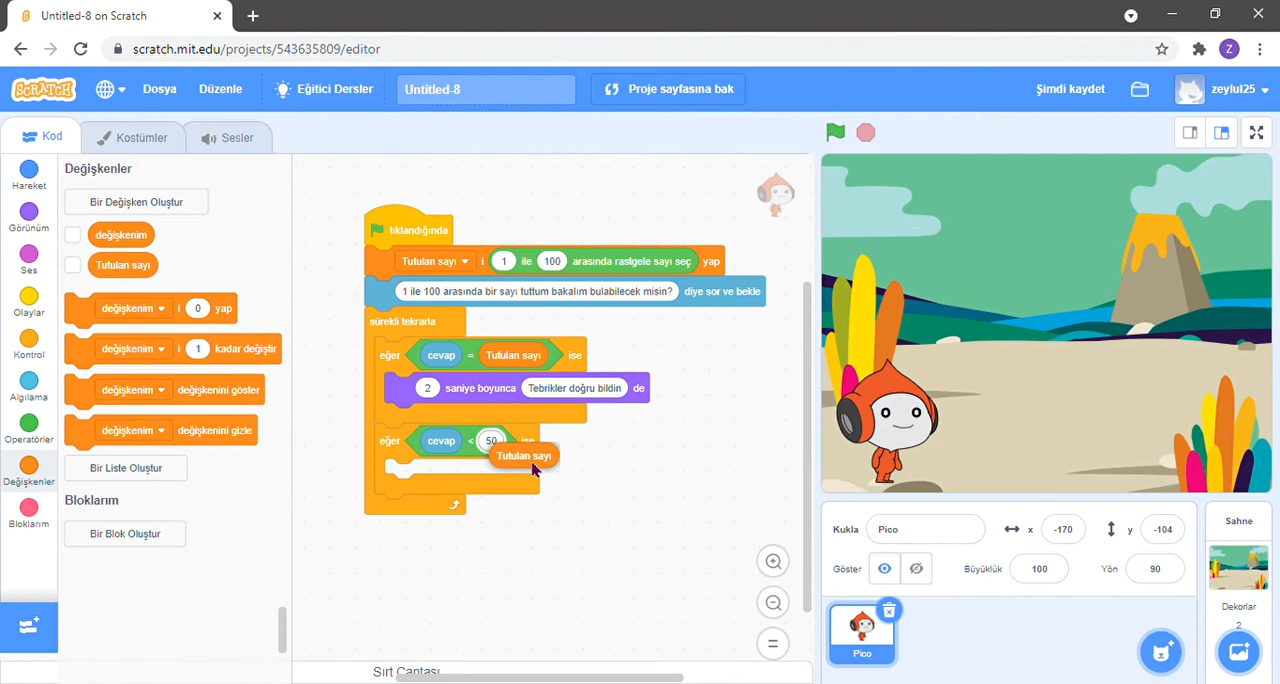 Untitled-8 on Scratch
scratch.mit.edu/projects/543635809/editor
Z
SCRATCH
Dosya
Düzenle
Eğitici Dersler
Untitled-8
Proje sayfasına bak
Şimdi kaydet
zeylul25
Kod
Kostümler
Sesler
Hareket
Görünüm
Ses
Olaylar
Kontrol
Algılama
Operatörler
Değişkenler
Bloklarım
Değişkenler
Bir Değişken Oluştur
değişkenim
Tutulan sayı
değişkenim i 0 yap
değişkenim i 1 kadar değiştir
değişkenim değişkenini göster
değişkenim değişkenini gizle
Bir Liste Oluştur
Bloklarım
Bir Blok Oluştur
tıklandığında
Tutulan sayı i 1 ile 100 arasında rastgele sayı seç yap
1 ile 100 arasında bir sayı tuttum bakalım bulabilecek misin? diye sor ve bekle
sürekli tekrarla
eğer cevap = Tutulan sayı ise
2 saniye boyunca Tebrikler doğru bildin de
eğer cevap < 50 ise
Tutulan sayı
Sırt Çantası
Kukla Pico x -170 y -104
Göster Büyüklük 100 Yön 90
Pico
Sahne
Dekorlar
2